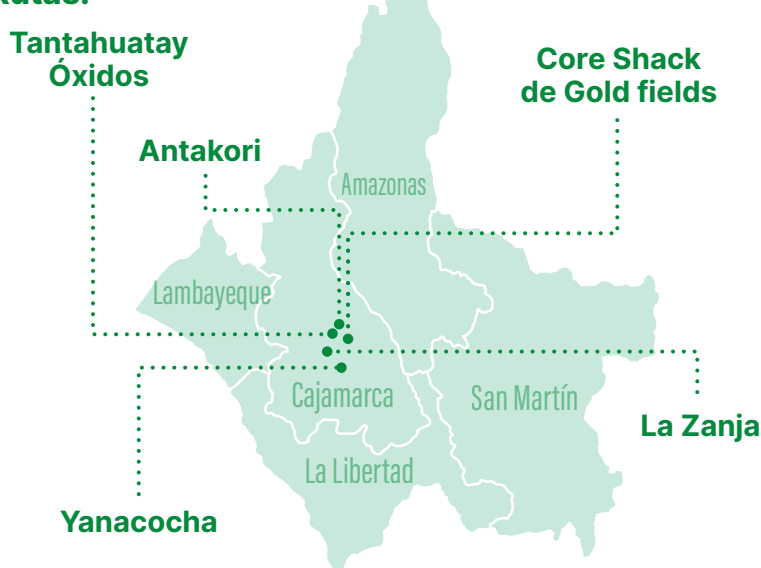 Tantahuatay
Óxidos
Core Shack
de Gold fields
Antakori
Amazonas
Lambayeque
Cajamarca
San Martín
La Zanja
La Libertad
Yanacocha